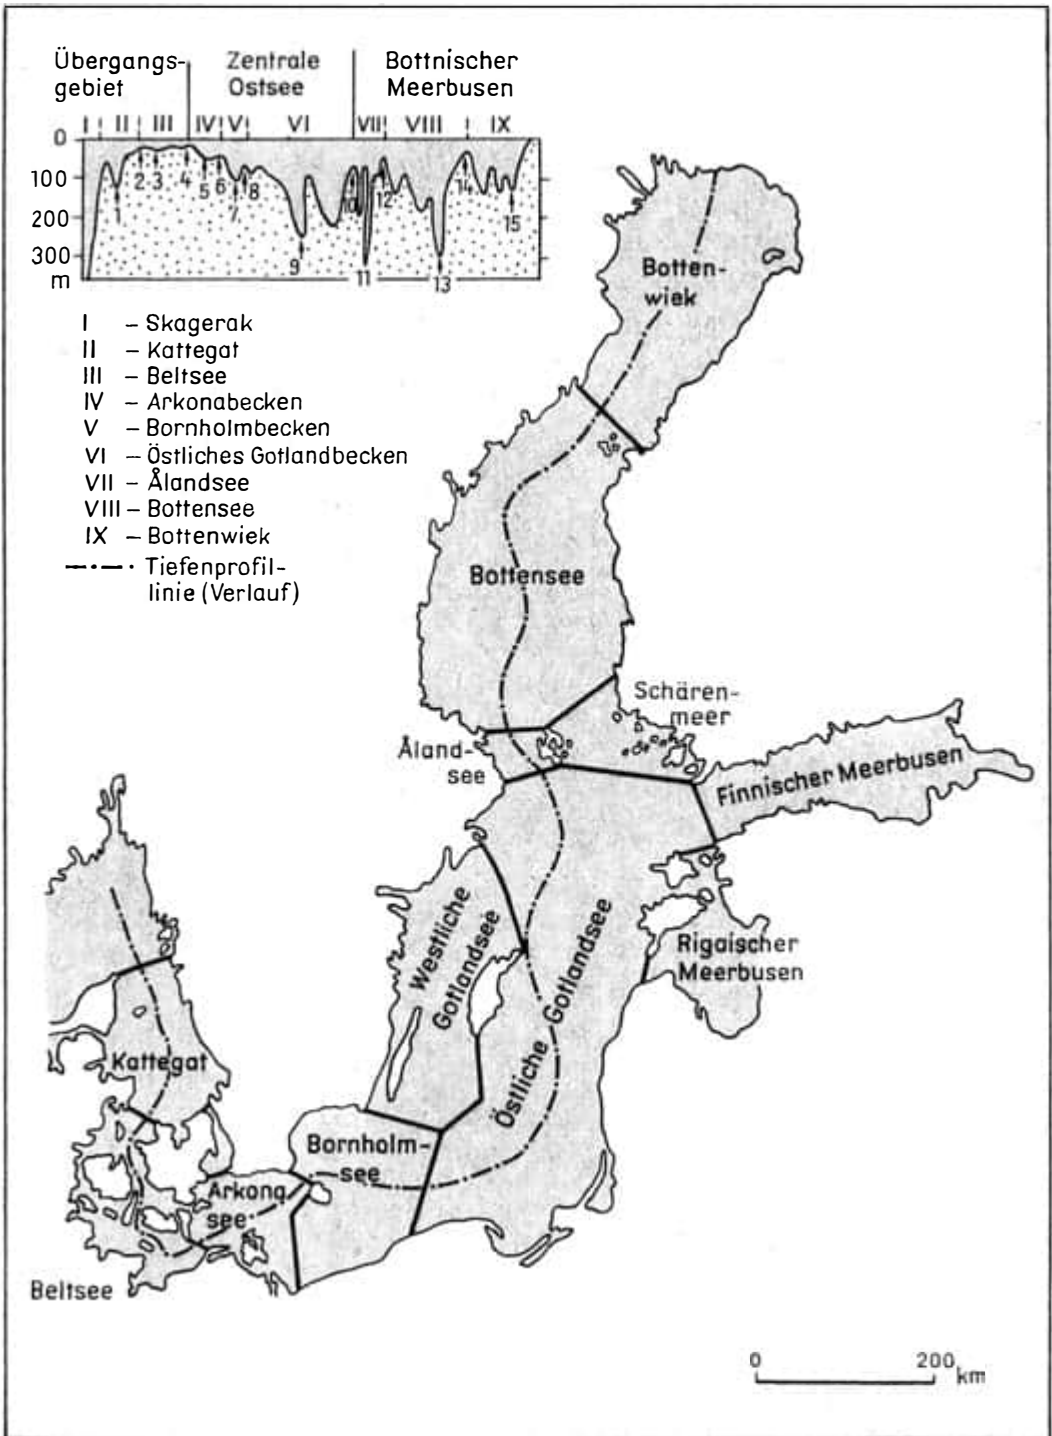 Übergangs-
gebiet
Zentrale
Ostsee
Bottnischer
Meerbusen
I II III IV V VI VII VIII IX
0
100
200
300
m
1 2 3 4 5 6 7 8 9 10 11 12 13 14 15
I – Skagerak
II – Kattegat
III – Beltsee
IV – Arkonabecken
V – Bornholmbecken
VI – Östliches Gotlandbecken
VII – Ålandsee
VIII – Bottensee
IX – Bottenwiek
Tiefenprofil-
linie (Verlauf)
Botten-
wiek
Bottensee
Schären-
meer
Åland-
see
Finnischer Meerbusen
Westliche
Gotlandsee
Östliche Gotlandsee
Rigaischer
Meerbusen
Kattegat
Bornholm-
see
Arkona
see
Beltsee
0 200 km